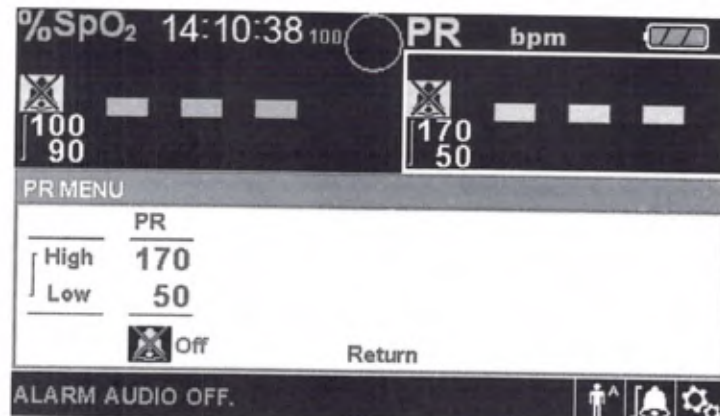 %SpO₂ 14:10:38 100 PR bpm
--- ---
100 170
90 50
PR MENU
PR
High 170
Low 50
Off Return
ALARM AUDIO OFF. A